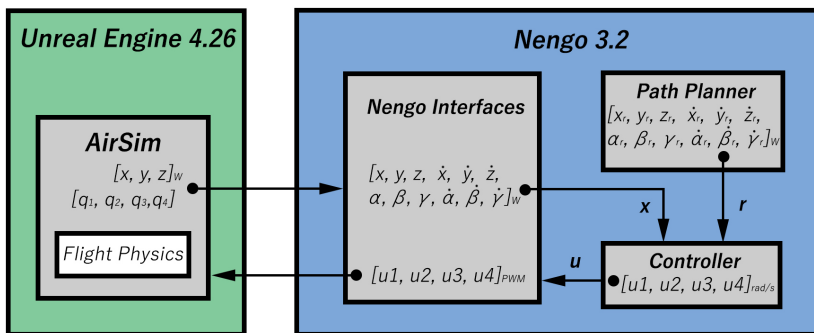 Unreal Engine 4.26
AirSim
[x, y, z]W
[q1, q2, q3,q4]
Flight Physics
Nengo 3.2
Nengo Interfaces
[x, y, z, ẋ, ẏ, ż,
α, β, γ, α̇, β̇, γ̇]W
[u1, u2, u3, u4]PWM
Path Planner
[xr, yr, zr, ẋr, ẏr, żr,
αr, βr, γr, α̇r, β̇r, γ̇r]W
x
r
u
Controller
[u1, u2, u3, u4]rad/s